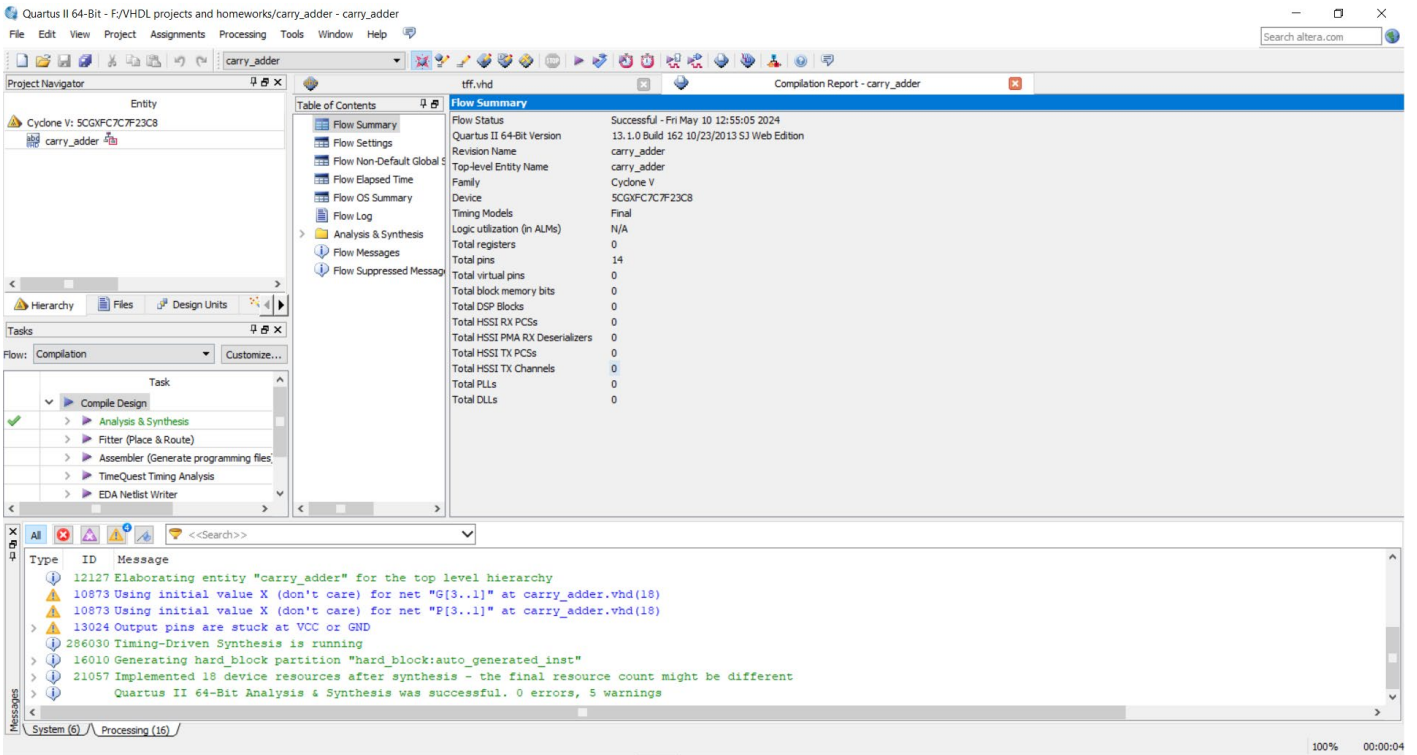 Quartus II 64-Bit - F:/VHDL projects and homeworks/carry_adder - carry_adder
File Edit View Project Assignments Processing Tools Window Help
Search altera.com
carry_adder
Project Navigator
Entity
Cyclone V: 5CGXFC7C7F23C8
carry_adder
Hierarchy Files Design Units
Tasks
Flow: Compilation Customize...
Task
Compile Design
Analysis & Synthesis
Fitter (Place & Route)
Assembler (Generate programming files)
TimeQuest Timing Analysis
EDA Netlist Writer
tff.vhd
Compilation Report - carry_adder
Table of Contents
Flow Summary
Flow Settings
Flow Non-Default Global S
Flow Elapsed Time
Flow OS Summary
Flow Log
Analysis & Synthesis
Flow Messages
Flow Suppressed Messag
Flow Summary
Flow Status Successful - Fri May 10 12:55:05 2024
Quartus II 64-Bit Version 13.1.0 Build 162 10/23/2013 SJ Web Edition
Revision Name carry_adder
Top-level Entity Name carry_adder
Family Cyclone V
Device 5CGXFC7C7F23C8
Timing Models Final
Logic utilization (in ALMs) N/A
Total registers 0
Total pins 14
Total virtual pins 0
Total block memory bits 0
Total DSP Blocks 0
Total HSSI RX PCSs 0
Total HSSI PMA RX Deserializers 0
Total HSSI TX PCSs 0
Total HSSI TX Channels 0
Total PLLs 0
Total DLLs 0
All 4 <<Search>>
Type ID Message
12127 Elaborating entity "carry_adder" for the top level hierarchy
10873 Using initial value X (don't care) for net "G[3..1]" at carry_adder.vhd(18)
10873 Using initial value X (don't care) for net "P[3..1]" at carry_adder.vhd(18)
13024 Output pins are stuck at VCC or GND
286030 Timing-Driven Synthesis is running
16010 Generating hard_block partition "hard_block:auto_generated_inst"
21057 Implemented 18 device resources after synthesis - the final resource count might be different
Quartus II 64-Bit Analysis & Synthesis was successful. 0 errors, 5 warnings
Messages
System (6) Processing (16)
100% 00:00:04